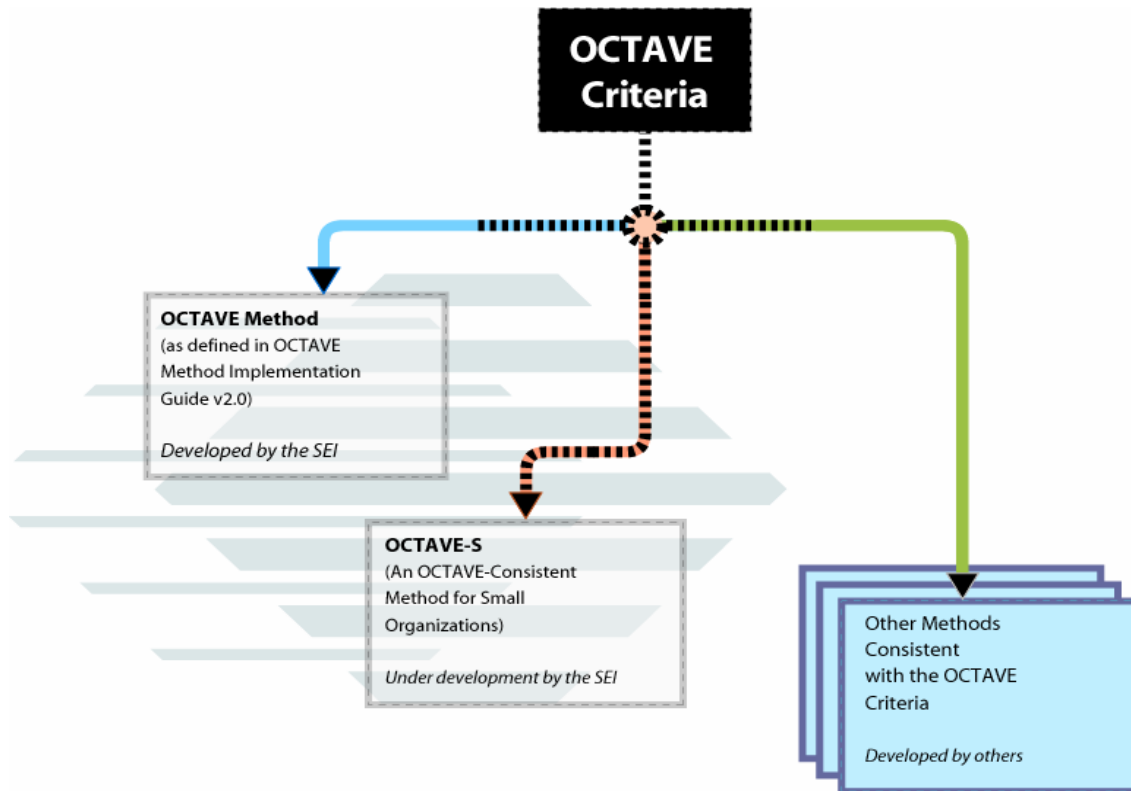 OCTAVE
Criteria
OCTAVE Method
(as defined in OCTAVE
Method Implementation
Guide v2.0)
Developed by the SEI
OCTAVE-S
(An OCTAVE-Consistent
Method for Small
Organizations)
Under development by the SEI
Other Methods
Consistent
with the OCTAVE
Criteria
Developed by others